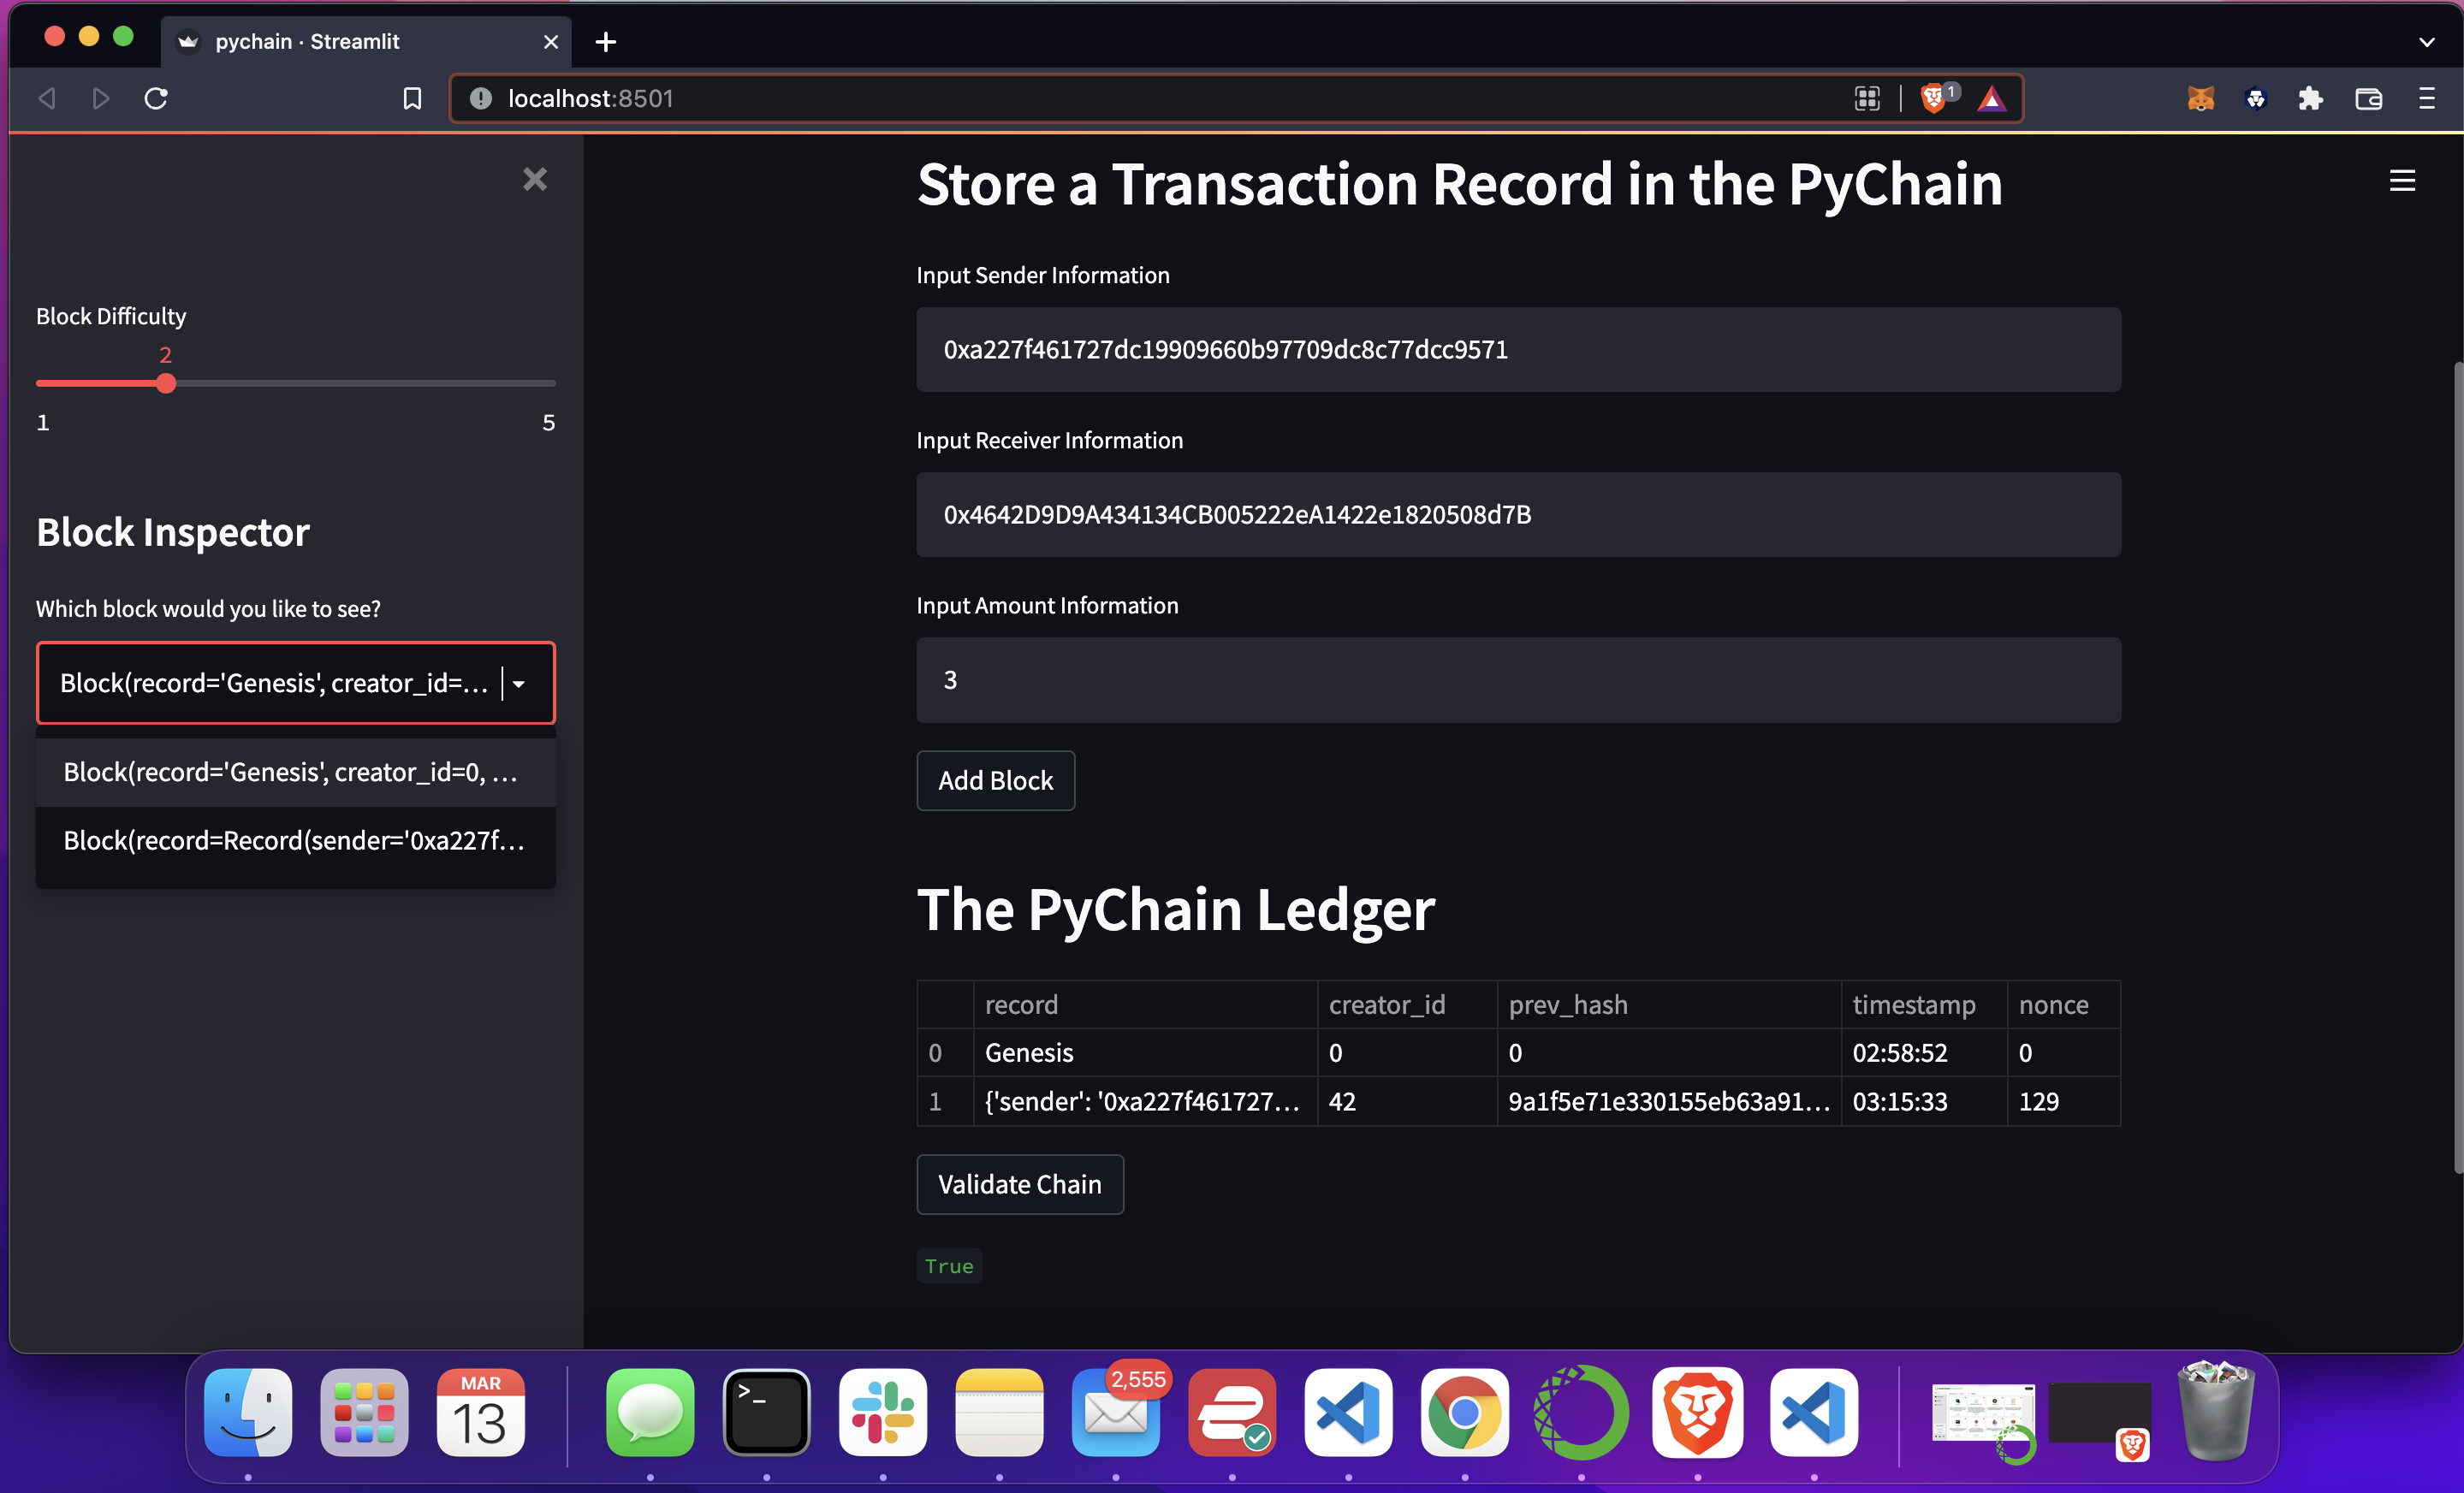 pychain · Streamlit
localhost:8501
1
Block Difficulty
2
1 5
Block Inspector
Which block would you like to see?
Block(record='Genesis', creator_id=...
Block(record='Genesis', creator_id=0, ...
Block(record=Record(sender='0xa227f...
Store a Transaction Record in the PyChain
Input Sender Information
0xa227f461727dc19909660b97709dc8c77dcc9571
Input Receiver Information
0x4642D9D9A434134CB005222eA1422e1820508d7B
Input Amount Information
3
Add Block
The PyChain Ledger
record creator_id prev_hash timestamp nonce
0 Genesis 0 0 02:58:52 0
1 {'sender': '0xa227f461727... 42 9a1f5e71e330155eb63a91... 03:15:33 129
Validate Chain
True
MAR
13
>_
2,555